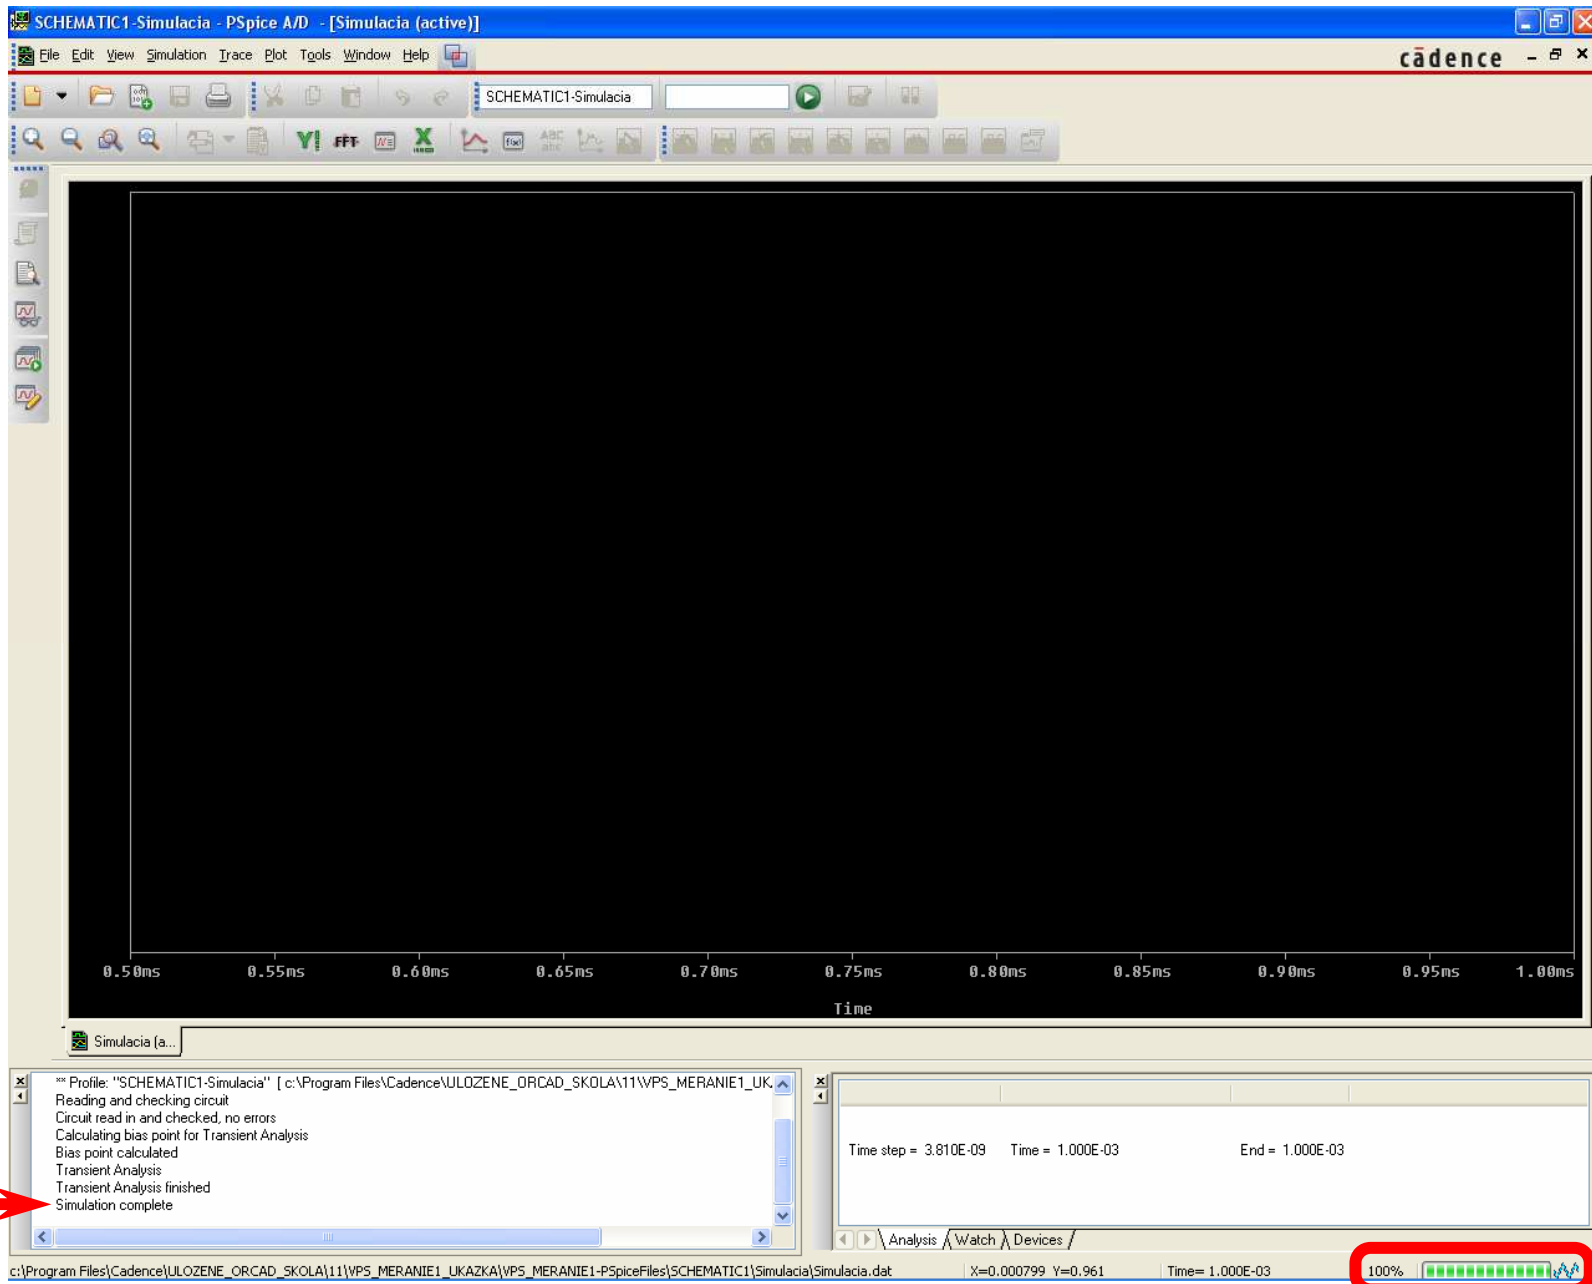 SCHEMATIC1-Simulacia - PSpice A/D - [Simulacia (active)]
File Edit View Simulation Trace Plot Tools Window Help
cādence
SCHEMATIC1-Simulacia
FFT
f(x)
ABC
abc
0.50ms 0.55ms 0.60ms 0.65ms 0.70ms 0.75ms 0.80ms 0.85ms 0.90ms 0.95ms 1.00ms
Time
Simulacia (a...
** Profile: "SCHEMATIC1-Simulacia" [ c:\Program Files\Cadence\ULOZENE_ORCAD_SKOLA\11\VPS_MERANIE1_UK
Reading and checking circuit
Circuit read in and checked, no errors
Calculating bias point for Transient Analysis
Bias point calculated
Transient Analysis
Transient Analysis finished
Simulation complete
Time step = 3.810E-09 Time = 1.000E-03 End = 1.000E-03
Analysis Watch Devices
c:\Program Files\Cadence\ULOZENE_ORCAD_SKOLA\11\VPS_MERANIE1_UKAZKA\VPS_MERANIE1-PSpiceFiles\SCHEMATIC1\Simulacia\Simulacia.dat X=0.000799 Y=0.961 Time= 1.000E-03 100%